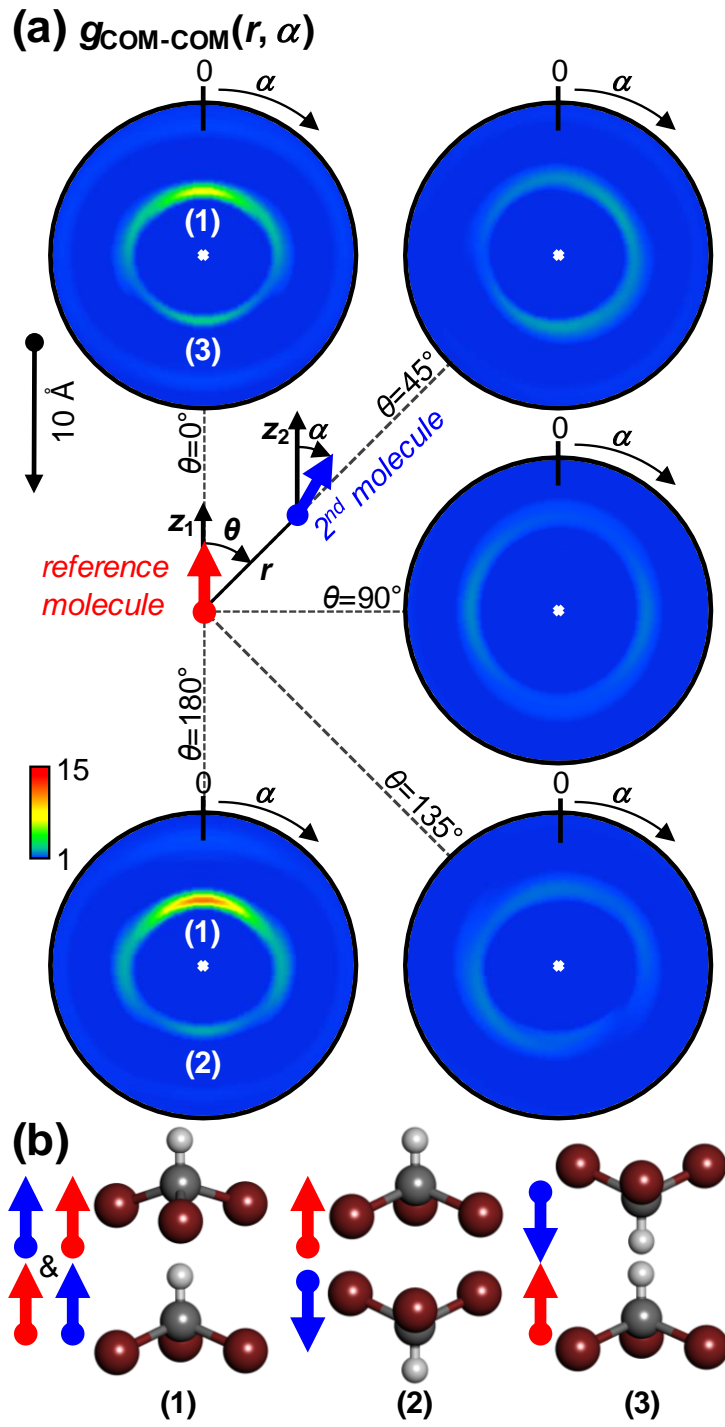 (a) gCOM-COM(r, α)
0 α 0 α
(1)
(3)
10 Å
θ=0°
θ=45°
z2 α
2nd molecule
z1 θ
r
reference
molecule
0 α
θ=90°
θ=180°
θ=135°
15
1
0 α 0 α
(1)
(2)
(b)
&
(1) (2) (3)